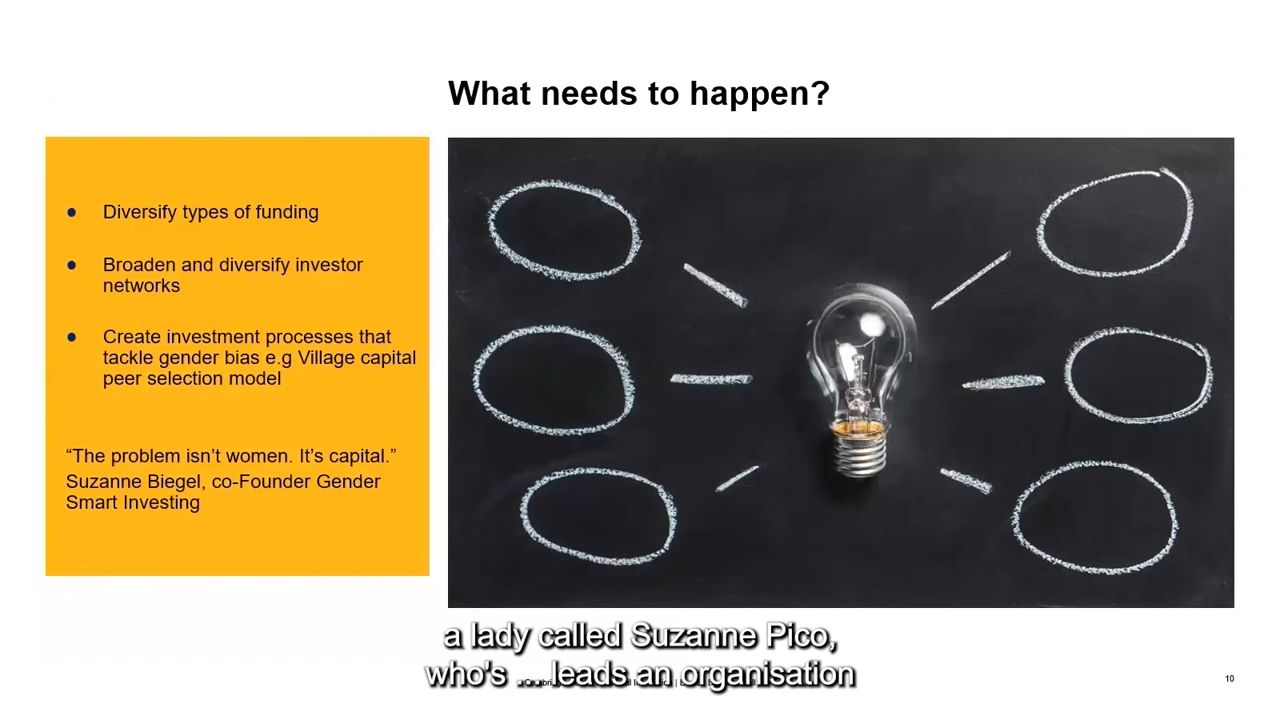 What needs to happen?
● Diversify types of funding
● Broaden and diversify investor
networks
● Create investment processes that
tackle gender bias e.g Village capital
peer selection model
“The problem isn’t women. It’s capital.”
Suzanne Biegel, co-Founder Gender
Smart Investing
a lady called Suzanne Pico,
who's ... leads an organisation
10